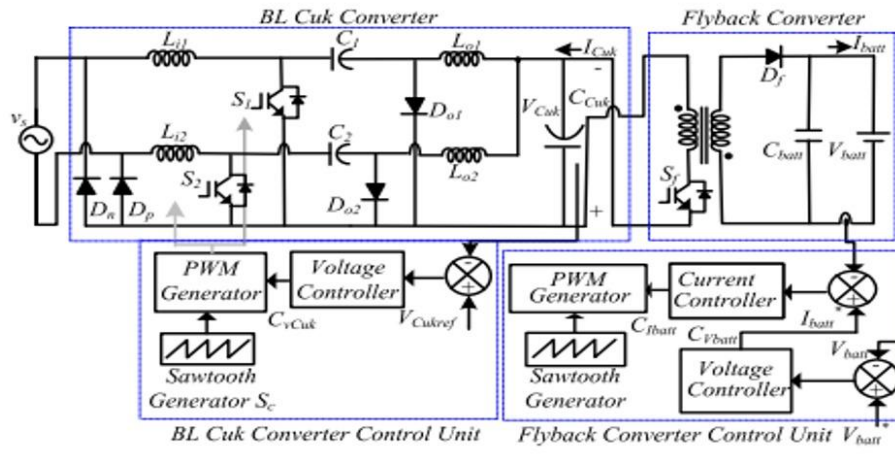 BL Cuk Converter
Flyback Converter
L_i1
C_1
L_o1
I_Cuk
I_batt
-
D_f
S_1
V_Cuk
C_Cuk
v_s
D_o1
L_i2
C_2
C_batt
V_batt
S_2
L_o2
S_f
D_n
D_p
D_o2
+
PWM
Generator
Voltage
Controller
-
+
C_vCuk
V_Cukref
Sawtooth
Generator S_c
BL Cuk Converter Control Unit
PWM
Generator
Current
Controller
-
+
C_Ibatt
I_batt*
C_Vbatt
V_batt
Sawtooth
Generator
Voltage
Controller
-
+
Flyback Converter Control Unit
V_batt*